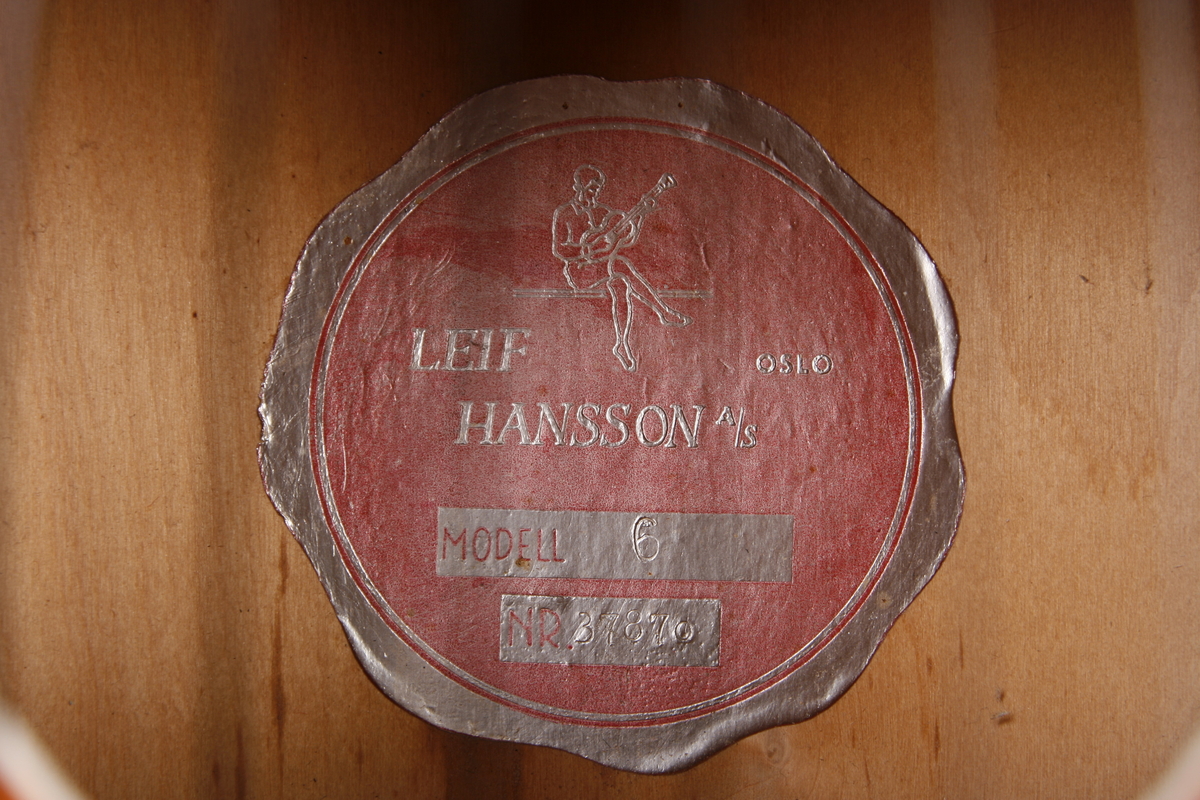 LEIF
OSLO
HANSSON A/S
MODELL 6
NR. 37870